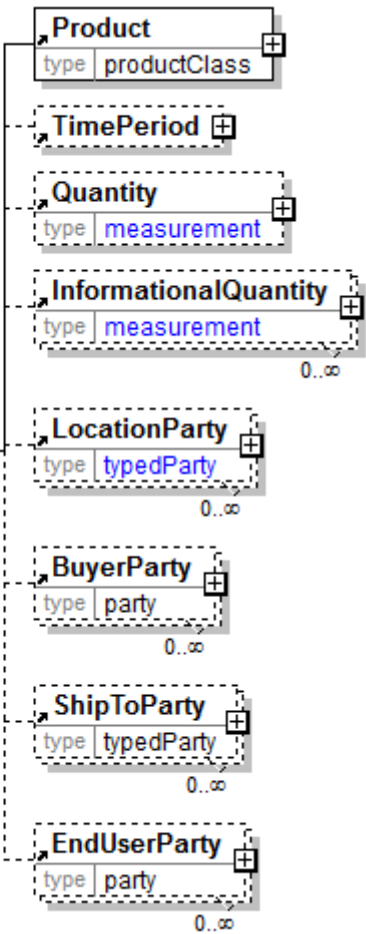 Product
type productClass
TimePeriod
Quantity
type measurement
InformationalQuantity
type measurement
0..∞
LocationParty
type typedParty
0..∞
BuyerParty
type party
0..∞
ShipToParty
type typedParty
0..∞
EndUserParty
type party
0..∞